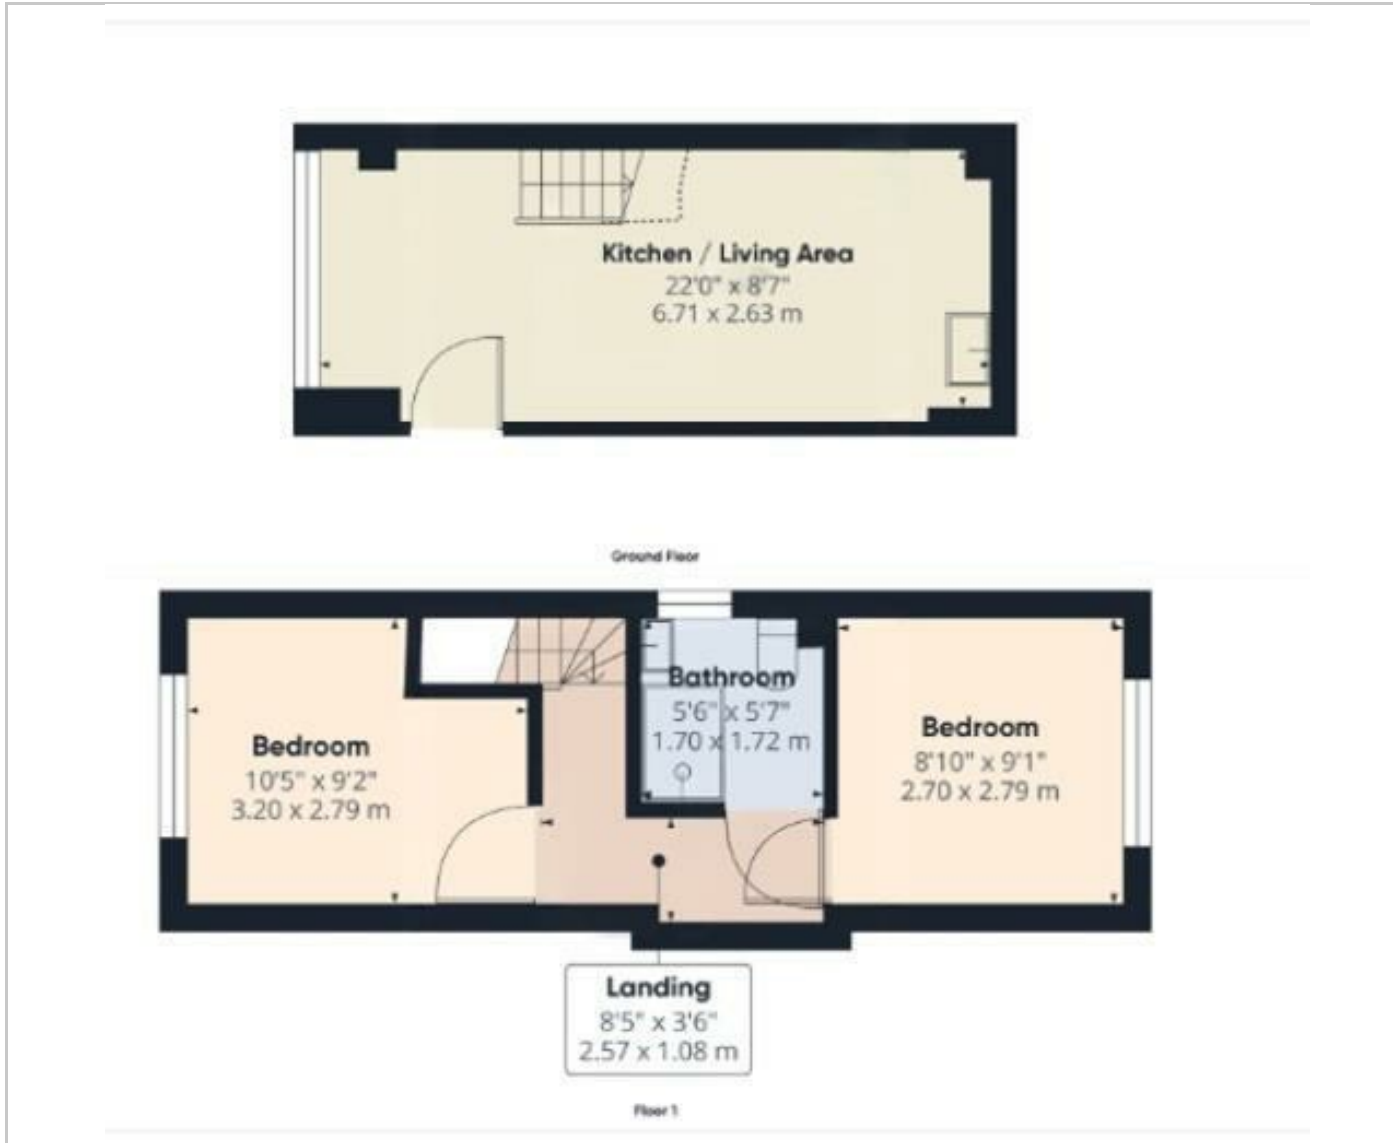 Kitchen / Living Area
22'0" x 8'7"
6.71 x 2.63 m
Ground Floor
Bedroom
10'5" x 9'2"
3.20 x 2.79 m
Bathroom
5'6" x 5'7"
1.70 x 1.72 m
Bedroom
8'10" x 9'1"
2.70 x 2.79 m
Landing
8'5" x 3'6"
2.57 x 1.08 m
Floor 1